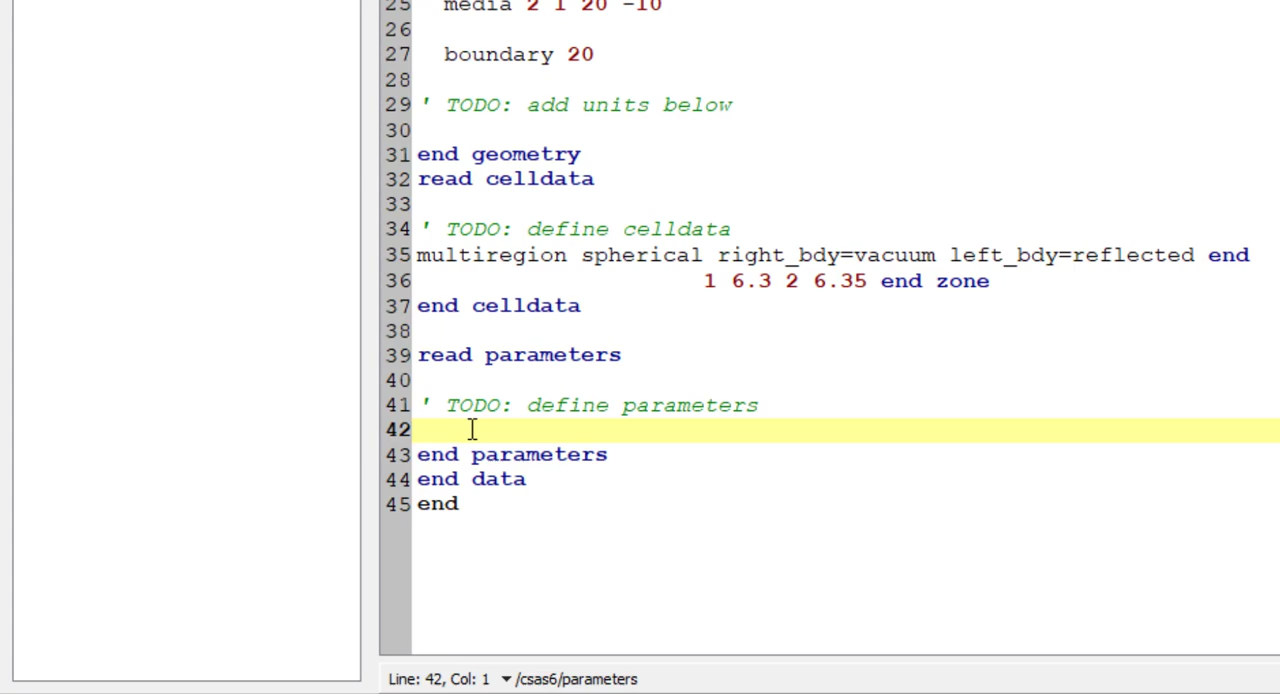 25 media 2 1 20 -10
26
27 boundary 20
28
29 ' TODO: add units below
30
31 end geometry
32 read celldata
33
34 ' TODO: define celldata
35 multiregion spherical right_bdy=vacuum left_bdy=reflected end
36 1 6.3 2 6.35 end zone
37 end celldata
38
39 read parameters
40
41 ' TODO: define parameters
42
43 end parameters
44 end data
45 end
Line: 42, Col: 1 /csas6/parameters